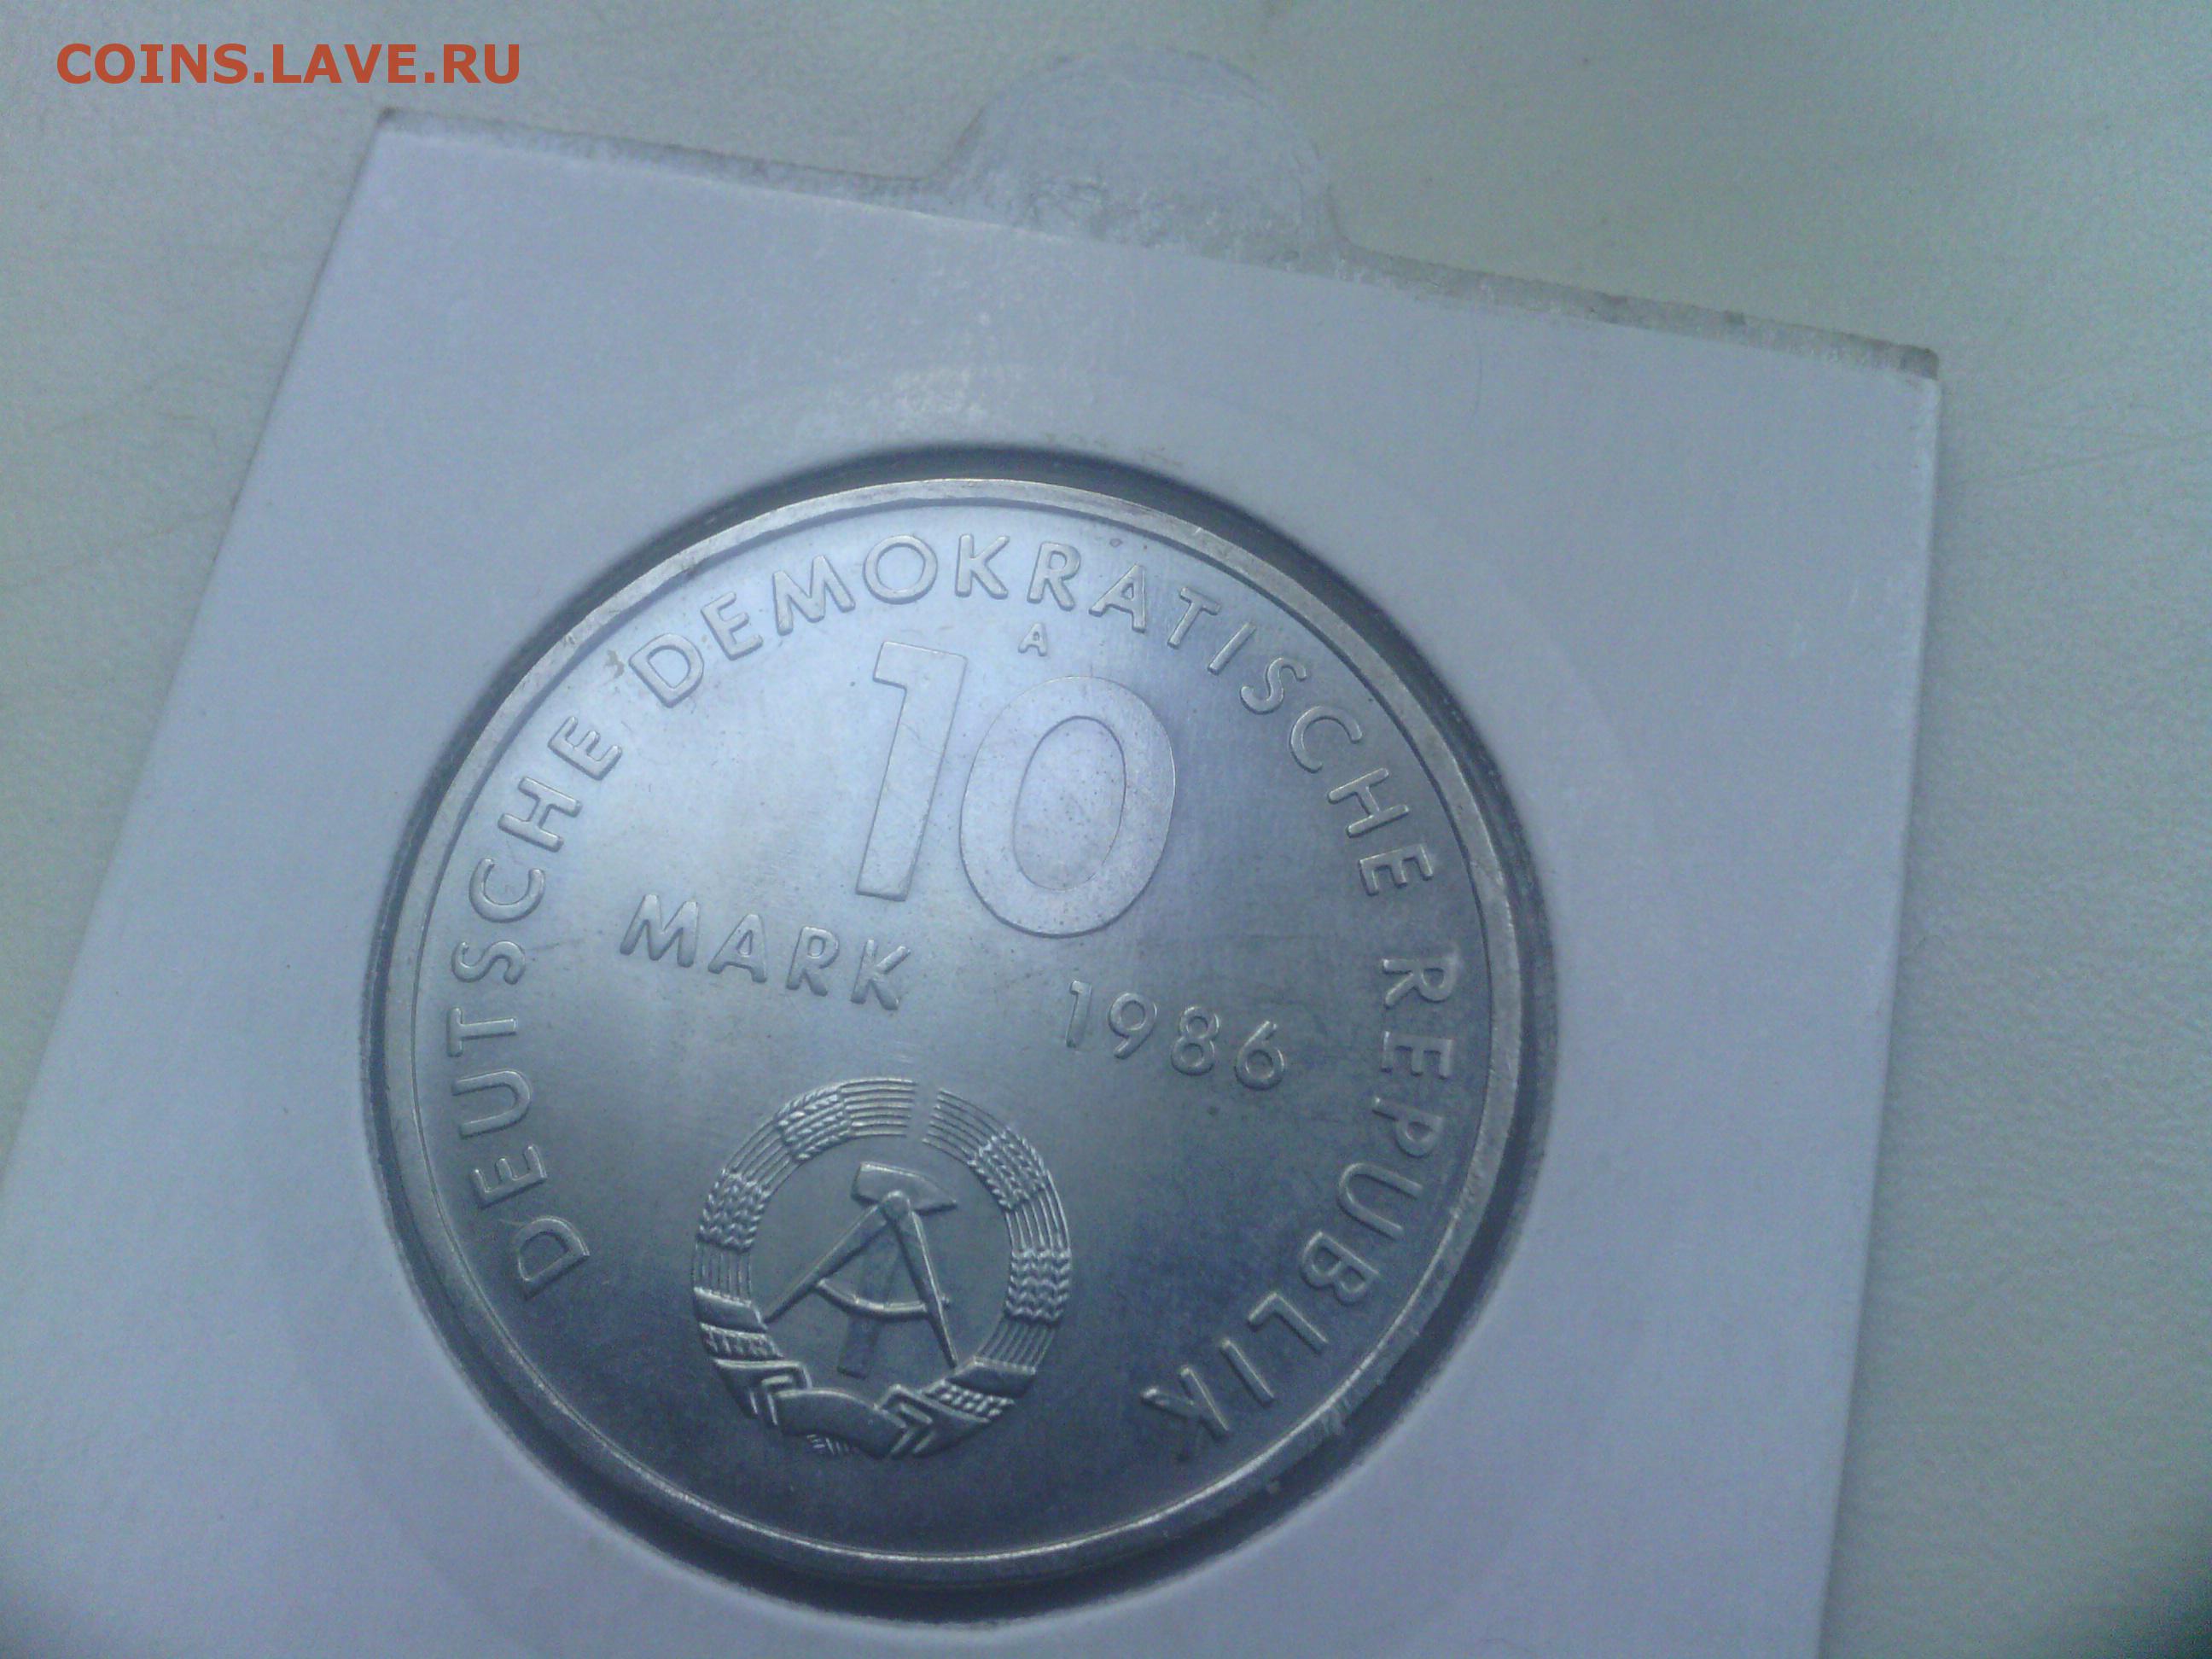 COINS.LAVE.RU
DEUTSCHE DEMOKRATISCHE REPUBLIK
A
10
MARK 1986